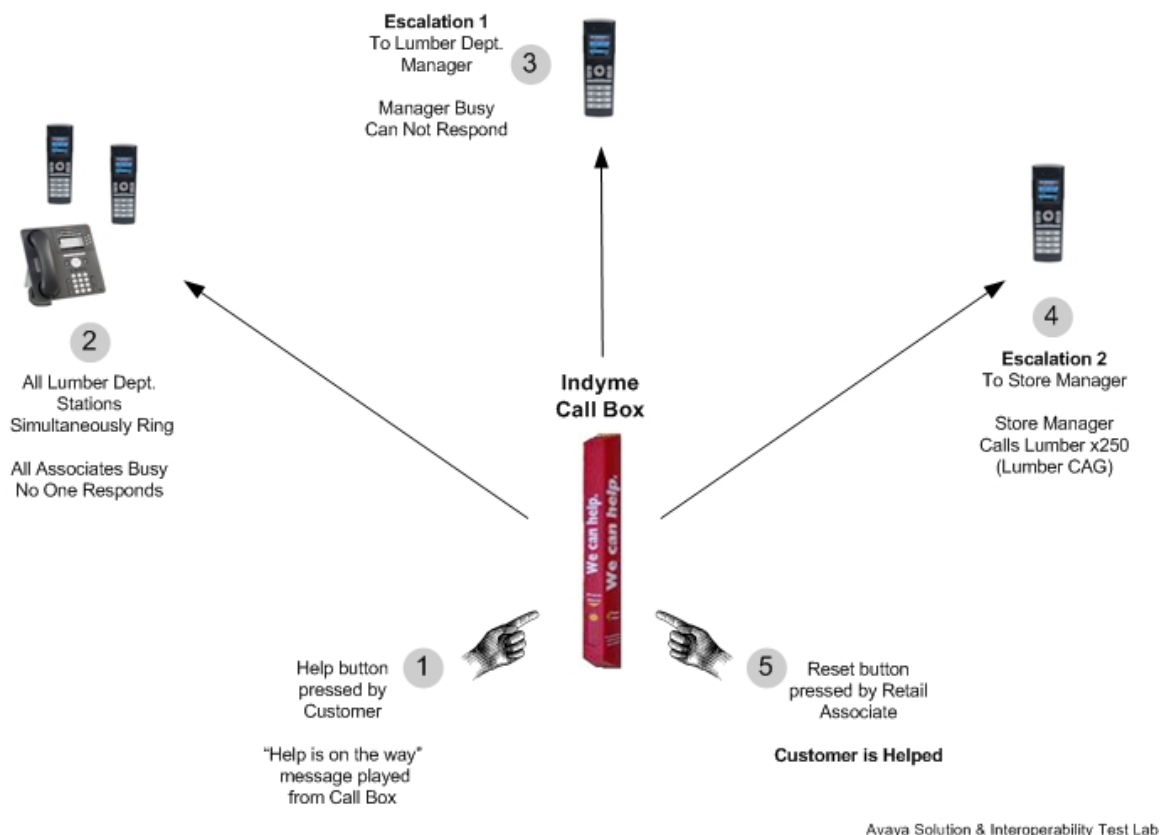 Escalation 1
To Lumber Dept.
Manager
3
Manager Busy
Can Not Respond
2
All Lumber Dept.
Stations
Simultaneously Ring
All Associates Busy
No One Responds
4
Escalation 2
To Store Manager
Store Manager
Calls Lumber x250
(Lumber CAG)
Indyme
Call Box
We can help.
We can help.
Help button
pressed by
Customer
1
“Help is on the way”
message played
from Call Box
5
Reset button
pressed by Retail
Associate
Customer is Helped
Avaya Solution & Interoperability Test Lab